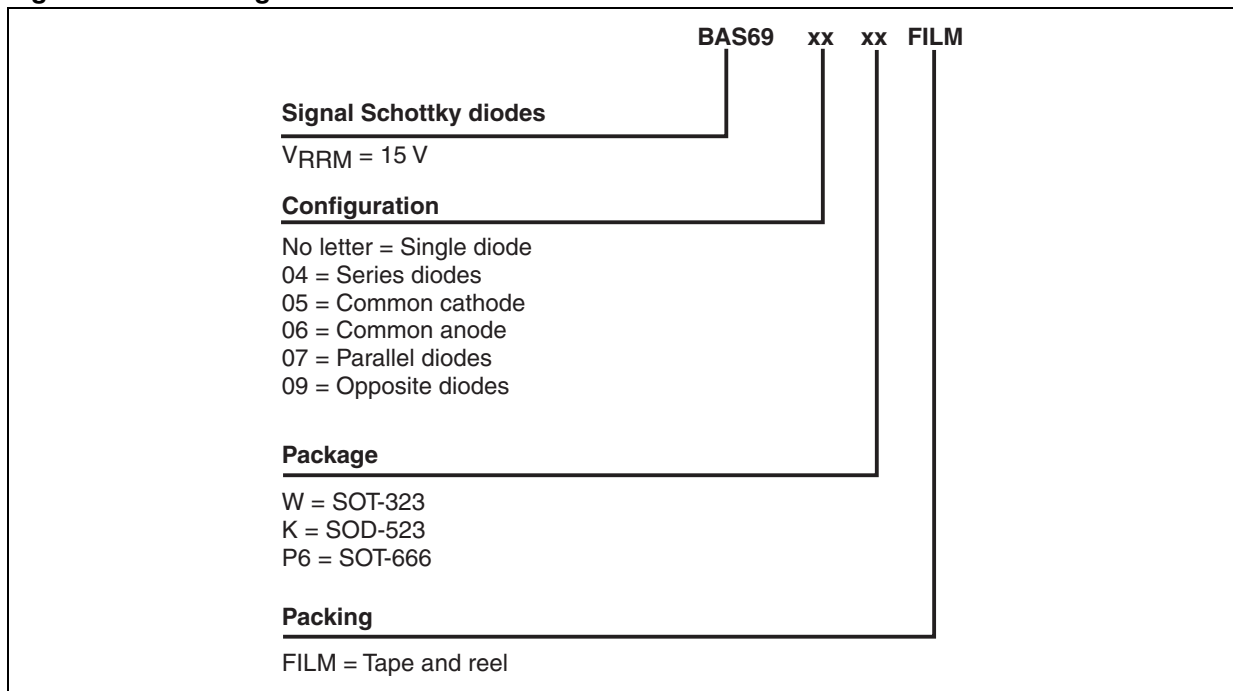 BAS69 xx xx FILM
Signal Schottky diodes
VRRM = 15 V
Configuration
No letter = Single diode
04 = Series diodes
05 = Common cathode
06 = Common anode
07 = Parallel diodes
09 = Opposite diodes
Package
W = SOT-323
K = SOD-523
P6 = SOT-666
Packing
FILM = Tape and reel